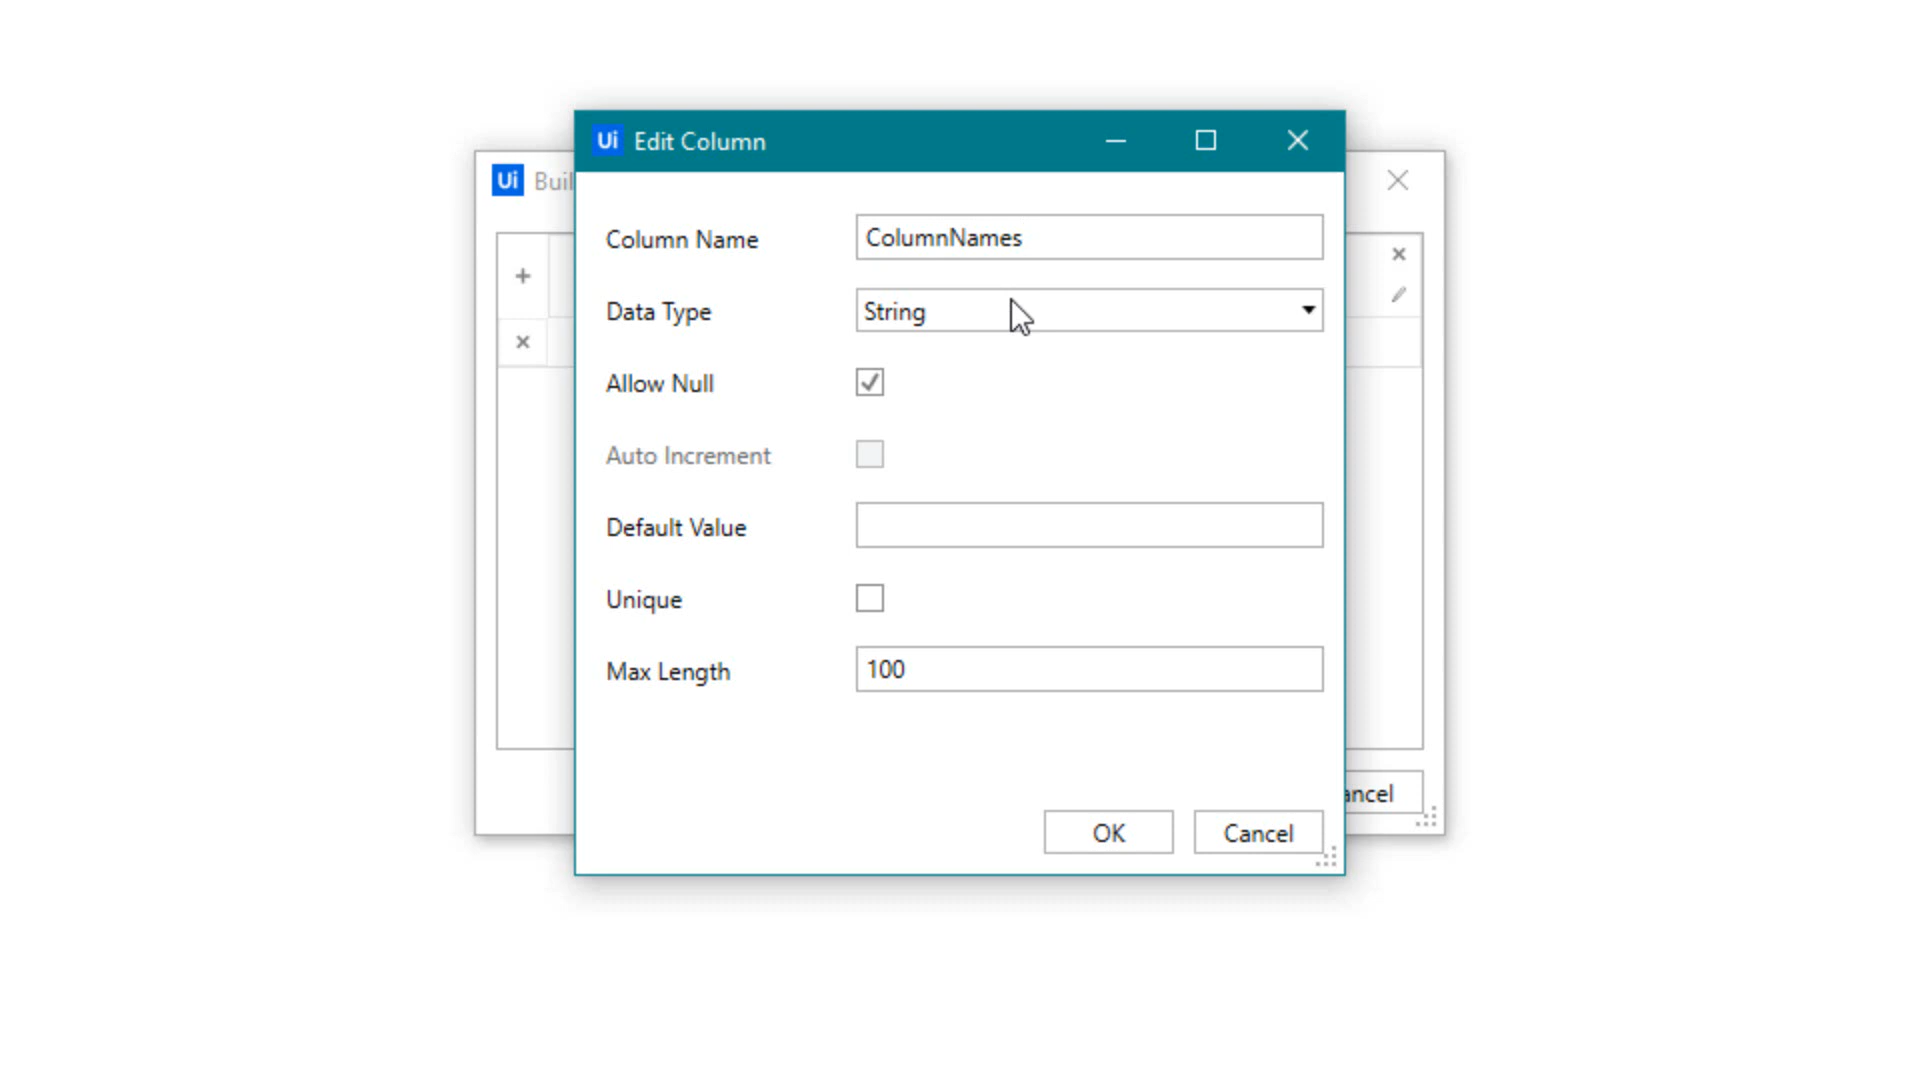 Ui Edit Column
Ui Buil
Column Name ColumnNames
Data Type String
Allow Null
Auto Increment
Default Value
Unique
Max Length 100
ancel
OK Cancel